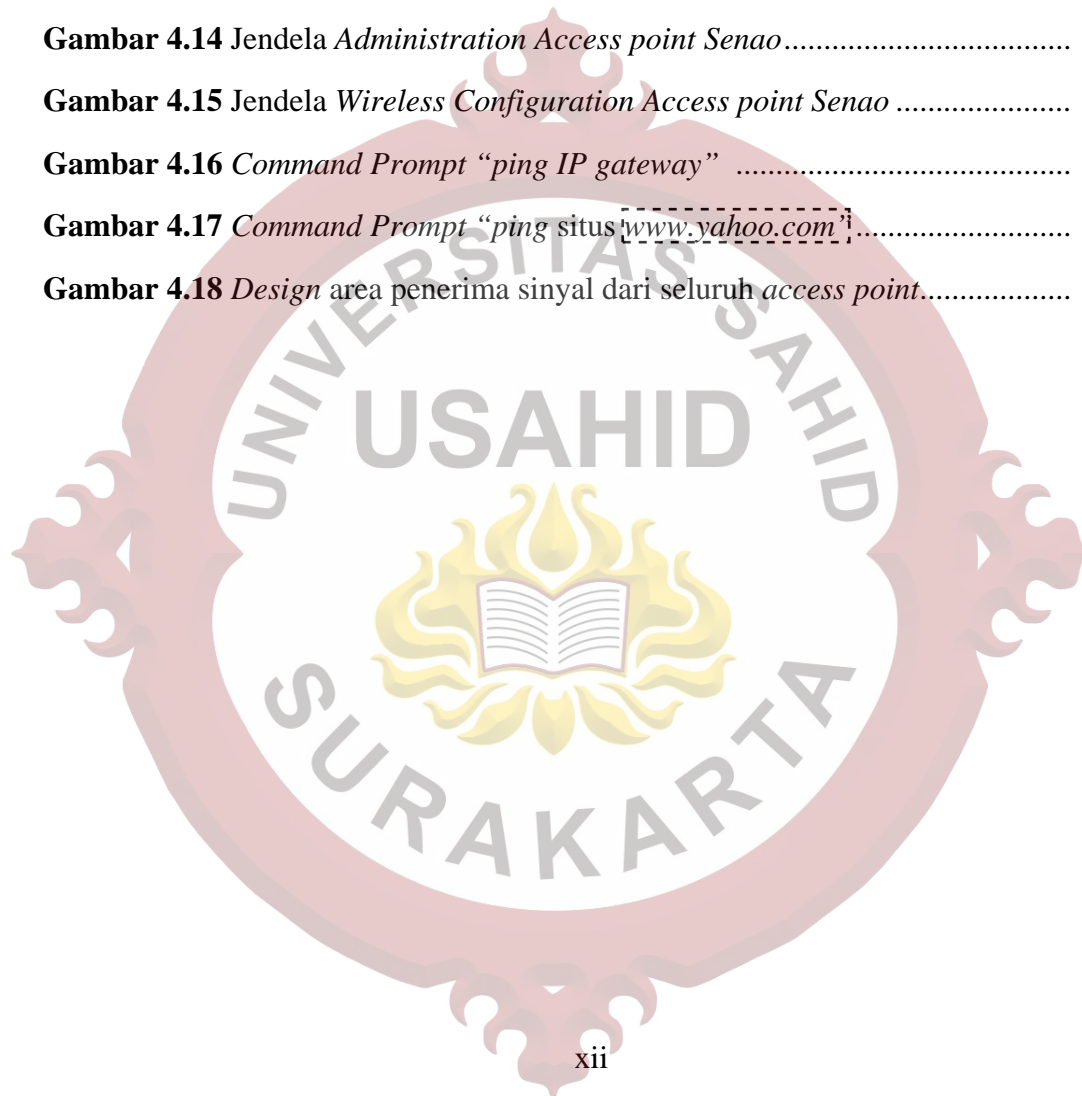 Gambar 4.14 Jendela Administration Access point Senao................................
Gambar 4.15 Jendela Wireless Configuration Access point Senao .....................
Gambar 4.16 Command Prompt “ping IP gateway” .....................................
Gambar 4.17 Command Prompt “ping situs www.yahoo.com” ........................
Gambar 4.18 Design area penerima sinyal dari seluruh access point.................
UNIVERSITAS SAHID
USAHID
SURAKARTA
xii